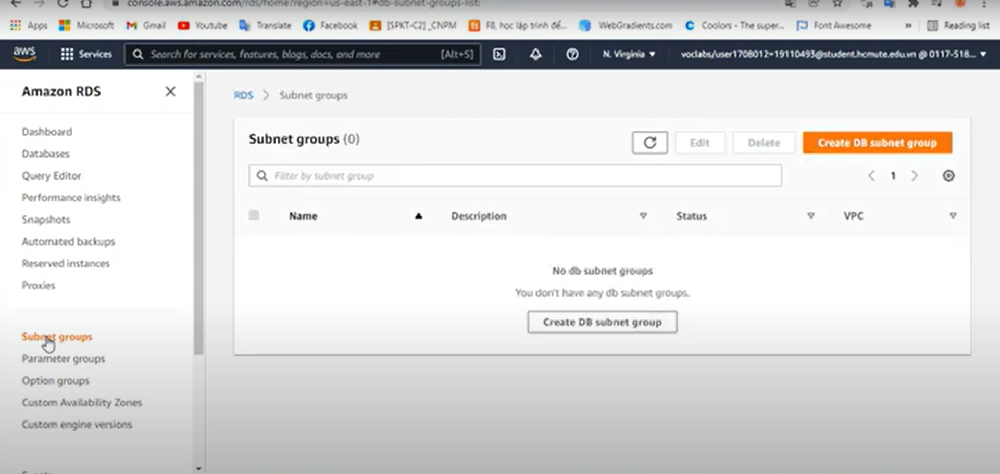 console.aws.amazon.com/rds/home?region=us-east-1#db-subnet-groups-list:
Apps Microsoft Gmail Youtube Translate Facebook [SPKT-C2]_CNPM F8, học lập trình để... WebGradients.com Coolors - The super... Font Awesome » Reading list
aws Services Search for services, features, blogs, docs, and more [Alt+S] N. Virginia ▼ voclabs/user1708012=19110493@student.hcmute.edu.vn @ 0117-518... ▼
Amazon RDS
Dashboard
Databases
Query Editor
Performance insights
Snapshots
Automated backups
Reserved instances
Proxies
Subnet groups
Parameter groups
Option groups
Custom Availability Zones
Custom engine versions
RDS > Subnet groups
Subnet groups (0)
Edit Delete Create DB subnet group
Filter by subnet group
1
Name Description Status VPC
No db subnet groups
You don't have any db subnet groups.
Create DB subnet group